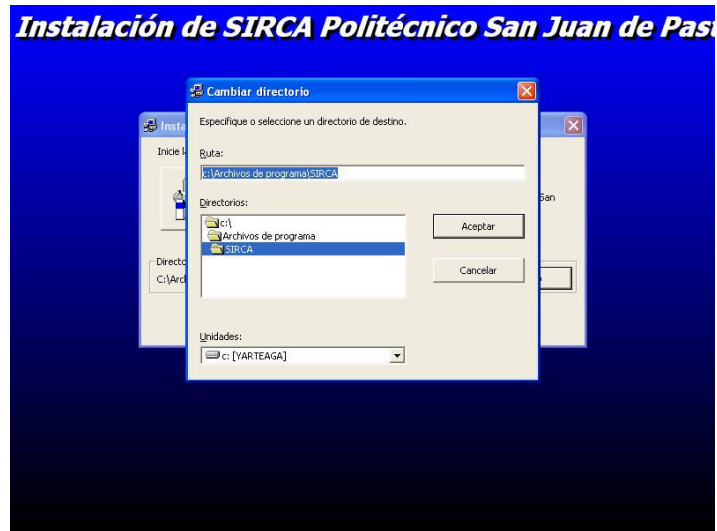 Instalación de SIRCA Politécnico San Juan de Past
Cambiar directorio
Insta
Especifique o seleccione un directorio de destino.
Inicie l
Ruta:
c:\Archivos de programa\SIRCA
San
Directorios:
c:\
Archivos de programa
SIRCA
Aceptar
Cancelar
Directo
C:\Arch
Unidades:
c: [YARTEAGA]